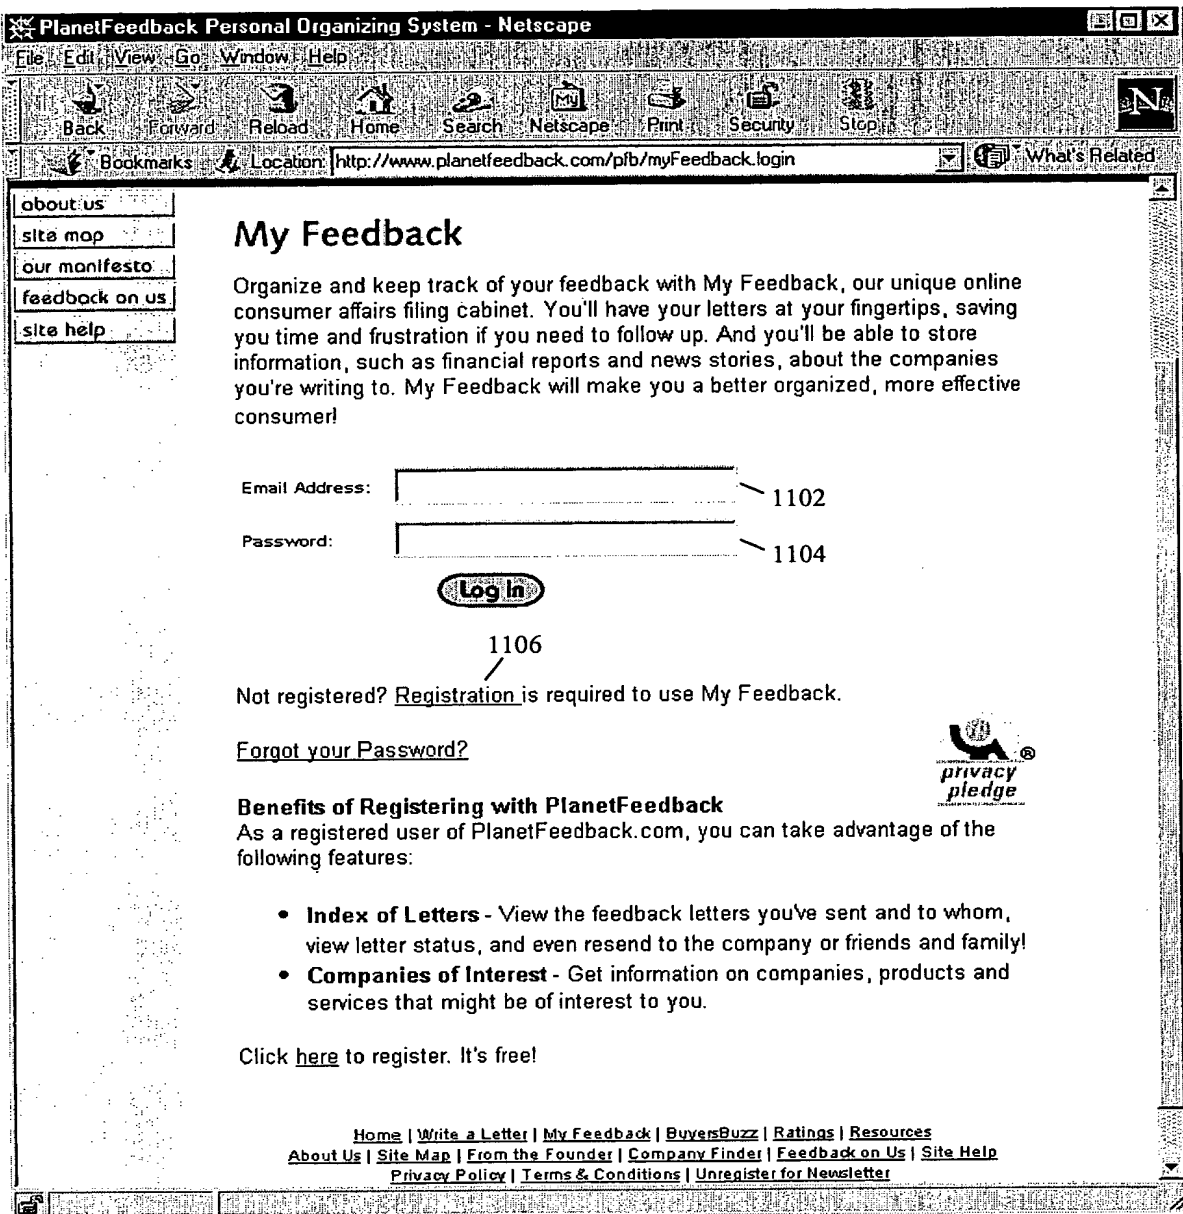 PlanetFeedback Personal Organizing System - Netscape
File Edit View Go Window Help
Back Forward Reload Home Search Netscape Print Security Stop N
My
Bookmarks Location: http://www.planetfeedback.com/pfb/myFeedback.login What's Related
about us
site map
our manifesto
feedback on us
site help
My Feedback
Organize and keep track of your feedback with My Feedback, our unique online
consumer affairs filing cabinet. You'll have your letters at your fingertips, saving
you time and frustration if you need to follow up. And you'll be able to store
information, such as financial reports and news stories, about the companies
you're writing to. My Feedback will make you a better organized, more effective
consumer!
Email Address: 1102
Password: 1104
Log In
1106
Not registered? Registration is required to use My Feedback.
Forgot your Password?
®
privacy
pledge
Benefits of Registering with PlanetFeedback
As a registered user of PlanetFeedback.com, you can take advantage of the
following features:
• Index of Letters - View the feedback letters you've sent and to whom,
view letter status, and even resend to the company or friends and family!
• Companies of Interest - Get information on companies, products and
services that might be of interest to you.
Click here to register. It's free!
Home | Write a Letter | My Feedback | BuyersBuzz | Ratings | Resources
About Us | Site Map | From the Founder | Company Finder | Feedback on Us | Site Help
Privacy Policy | Terms & Conditions | Unregister for Newsletter